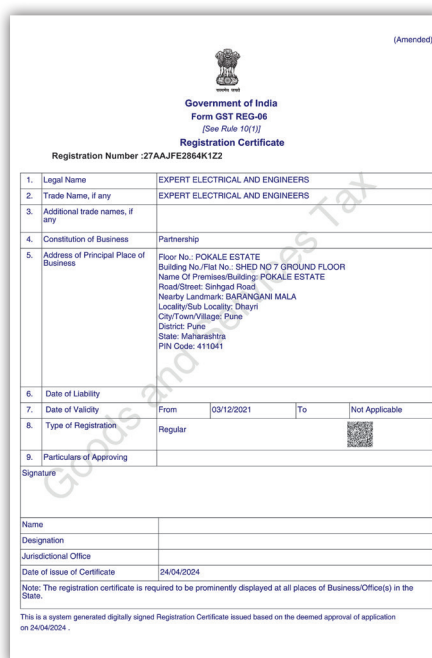 (Amended)
सत्यमेव जयते
Government of India
Form GST REG-06
[See Rule 10(1)]
Registration Certificate
Registration Number :27AAJFE2864K1Z2
1. Legal Name EXPERT ELECTRICAL AND ENGINEERS
2. Trade Name, if any EXPERT ELECTRICAL AND ENGINEERS
3. Additional trade names, if
any
4. Constitution of Business Partnership
5. Address of Principal Place of
Business
Floor No.: POKALE ESTATE
Building No./Flat No.: SHED NO 7 GROUND FLOOR
Name Of Premises/Building: POKALE ESTATE
Road/Street: Sinhgad Road
Nearby Landmark: BARANGANI MALA
Locality/Sub Locality: Dhayri
City/Town/Village: Pune
District: Pune
State: Maharashtra
PIN Code: 411041
6. Date of Liability
7. Date of Validity From 03/12/2021 To Not Applicable
8. Type of Registration Regular
9. Particulars of Approving
Signature
Name
Designation
Jurisdictional Office
Date of issue of Certificate 24/04/2024
Note: The registration certificate is required to be prominently displayed at all places of Business/Office(s) in the
State.
This is a system generated digitally signed Registration Certificate issued based on the deemed approval of application
on 24/04/2024 .
Goods and Services Tax